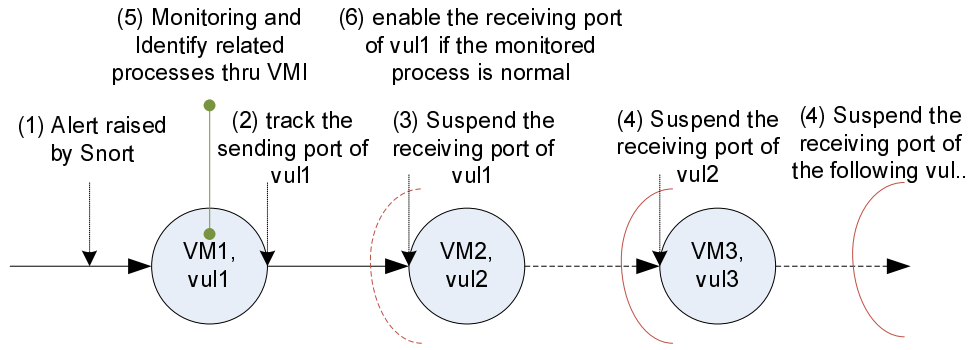 (5) Monitoring and
Identify related
processes thru VMI
(6) enable the receiving port
of vul1 if the monitored
process is normal
(1) Alert raised
by Snort
(2) track the
sending port of
vul1
(3) Suspend the
receiving port of
vul1
(4) Suspend the
receiving port of
vul2
(4) Suspend the
receiving port of
the following vul..
VM1,
vul1
VM2,
vul2
VM3,
vul3